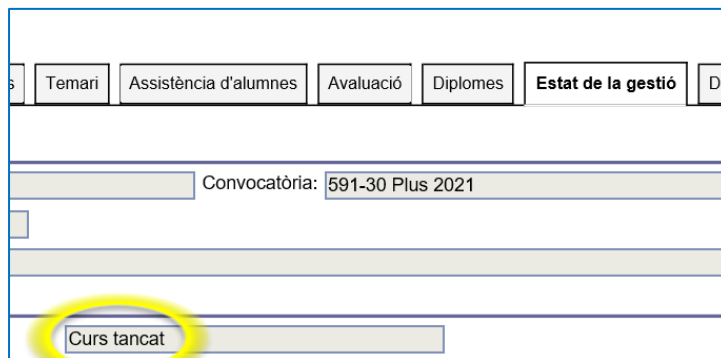 Temari Assistència d'alumnes Avaluació Diplomes Estat de la gestió
Convocatòria: 591-30 Plus 2021
Curs tancat